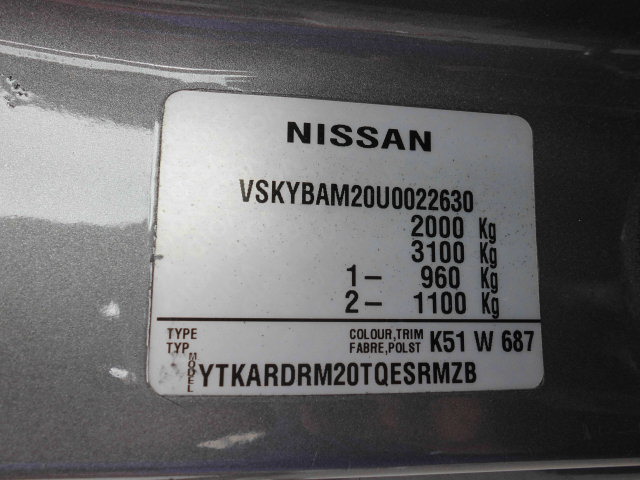 NISSAN
VSKYBAM20U0022630
2000 Kg
3100 Kg
1- 960 Kg
2- 1100 Kg
TYPE COLOUR,TRIM K51 W 687
TYP FABRE,POLST
MODEL YTKARDRM20TQESRMZB